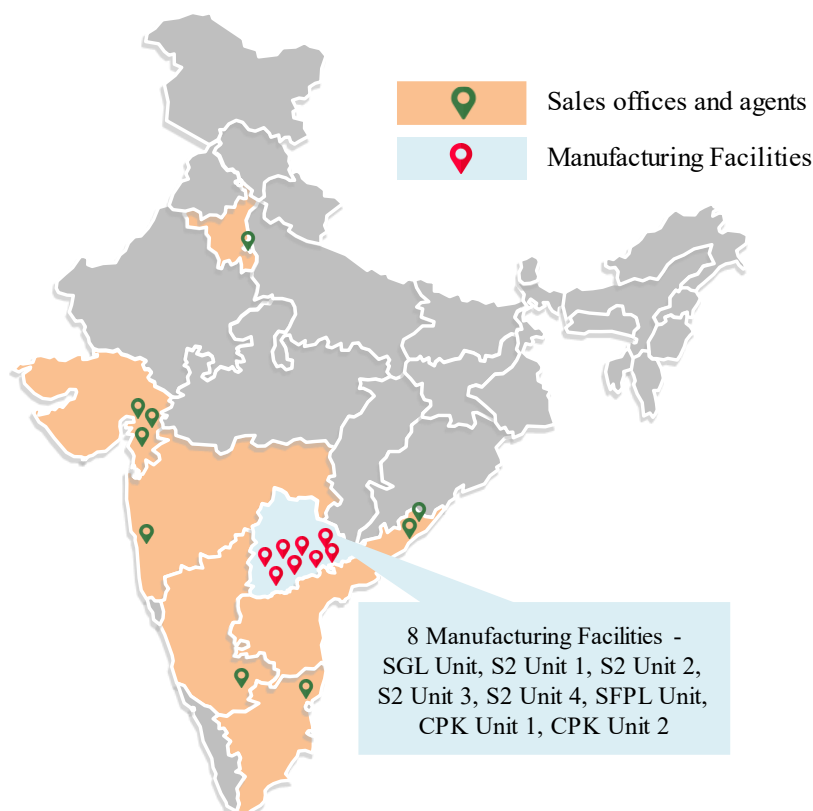 Sales offices and agents
Manufacturing Facilities
8 Manufacturing Facilities -
SGL Unit, S2 Unit 1, S2 Unit 2,
S2 Unit 3, S2 Unit 4, SFPL Unit,
CPK Unit 1, CPK Unit 2